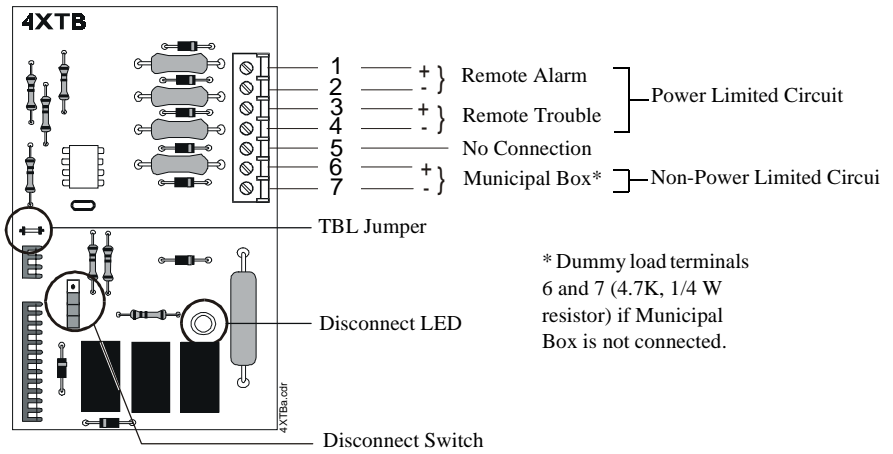 4XTB
1 + } Remote Alarm
2 -
Power Limited Circuit
3 + } Remote Trouble
4 -
5 No Connection
6 + } Municipal Box*
7 -
Non-Power Limited Circui
TBL Jumper
* Dummy load terminals
6 and 7 (4.7K, 1/4 W
resistor) if Municipal
Box is not connected.
Disconnect LED
4XTBa.cdr
Disconnect Switch